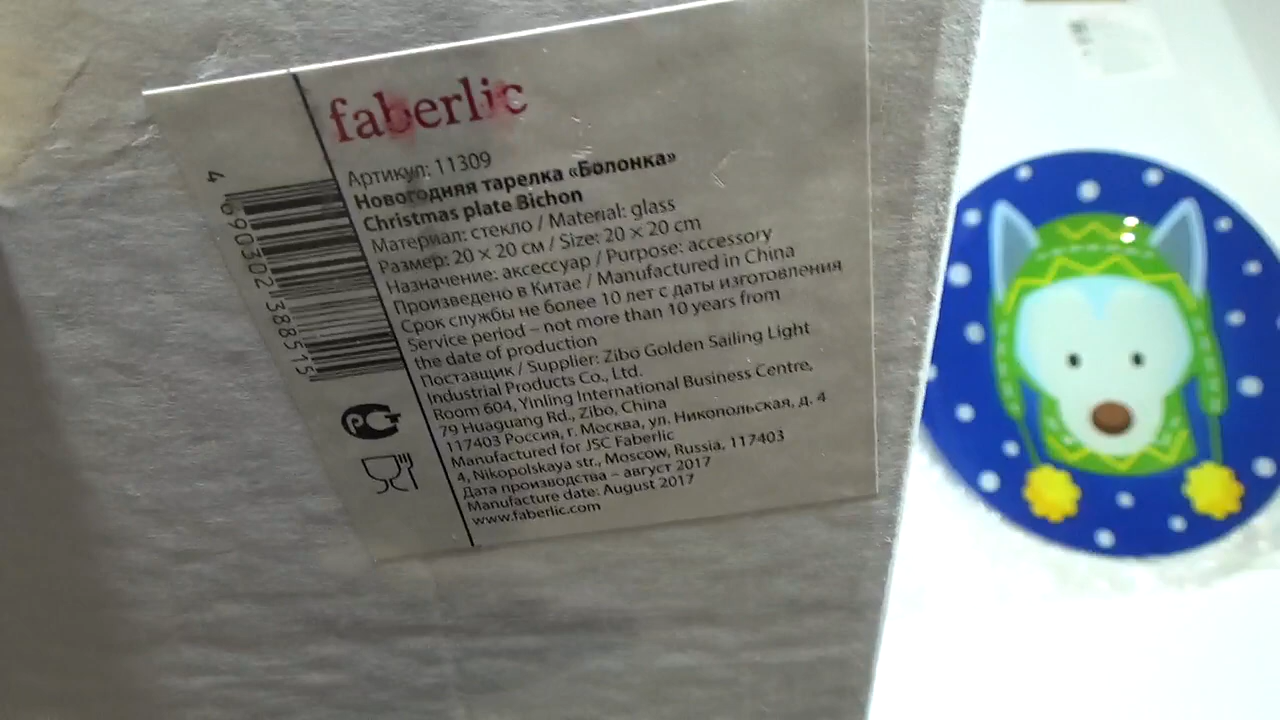 faberlic
Артикул: 11309
Новогодняя тарелка «Болонка»
Christmas plate Bichon
Материал: стекло / Material: glass
Размер: 20 × 20 см / Size: 20 × 20 cm
Назначение: аксессуар / Purpose: accessory
Произведено в Китае / Manufactured in China
Срок службы не более 10 лет с даты изготовления
Service period – not more than 10 years from
the date of production
Поставщик / Supplier: Zibo Golden Sailing Light
Industrial Products Co., Ltd.
Room 604, Yinling International Business Centre,
79 Huaguang Rd., Zibo, China
117403 Россия, г. Москва, ул. Никопольская, д. 4
Manufactured for JSC Faberlic
4, Nikopolskaya str., Moscow, Russia, 117403
Дата производства – август 2017
Manufacture date: August 2017
www.faberlic.com
4 690302 388515
РСТ